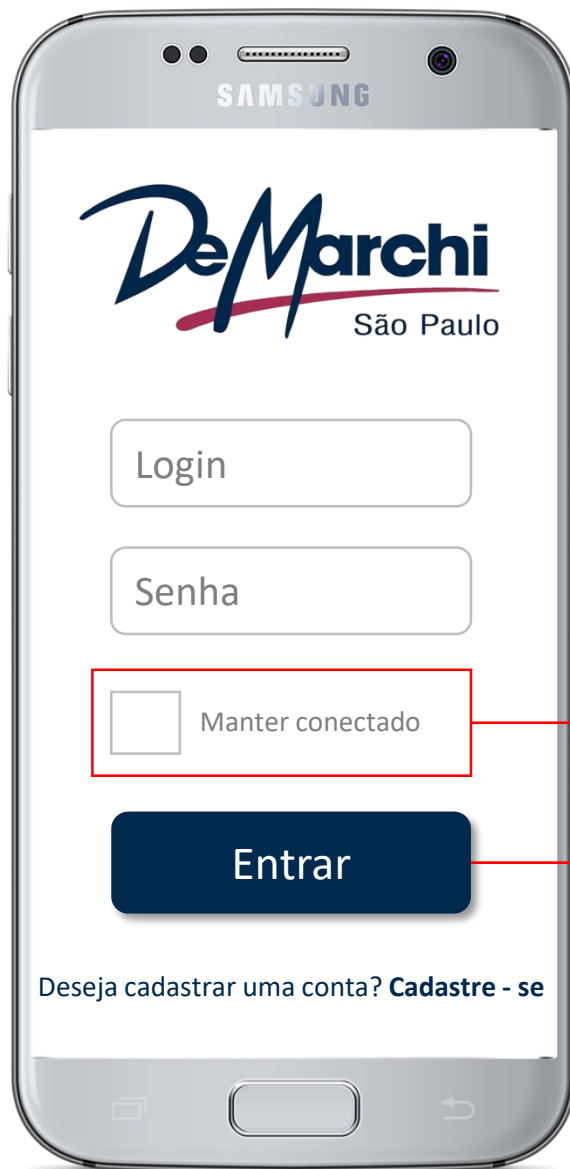 SAMSUNG
DeMarchi
São Paulo
Login
Senha
Manter conectado
Entrar
Deseja cadastrar uma conta? Cadastre - se